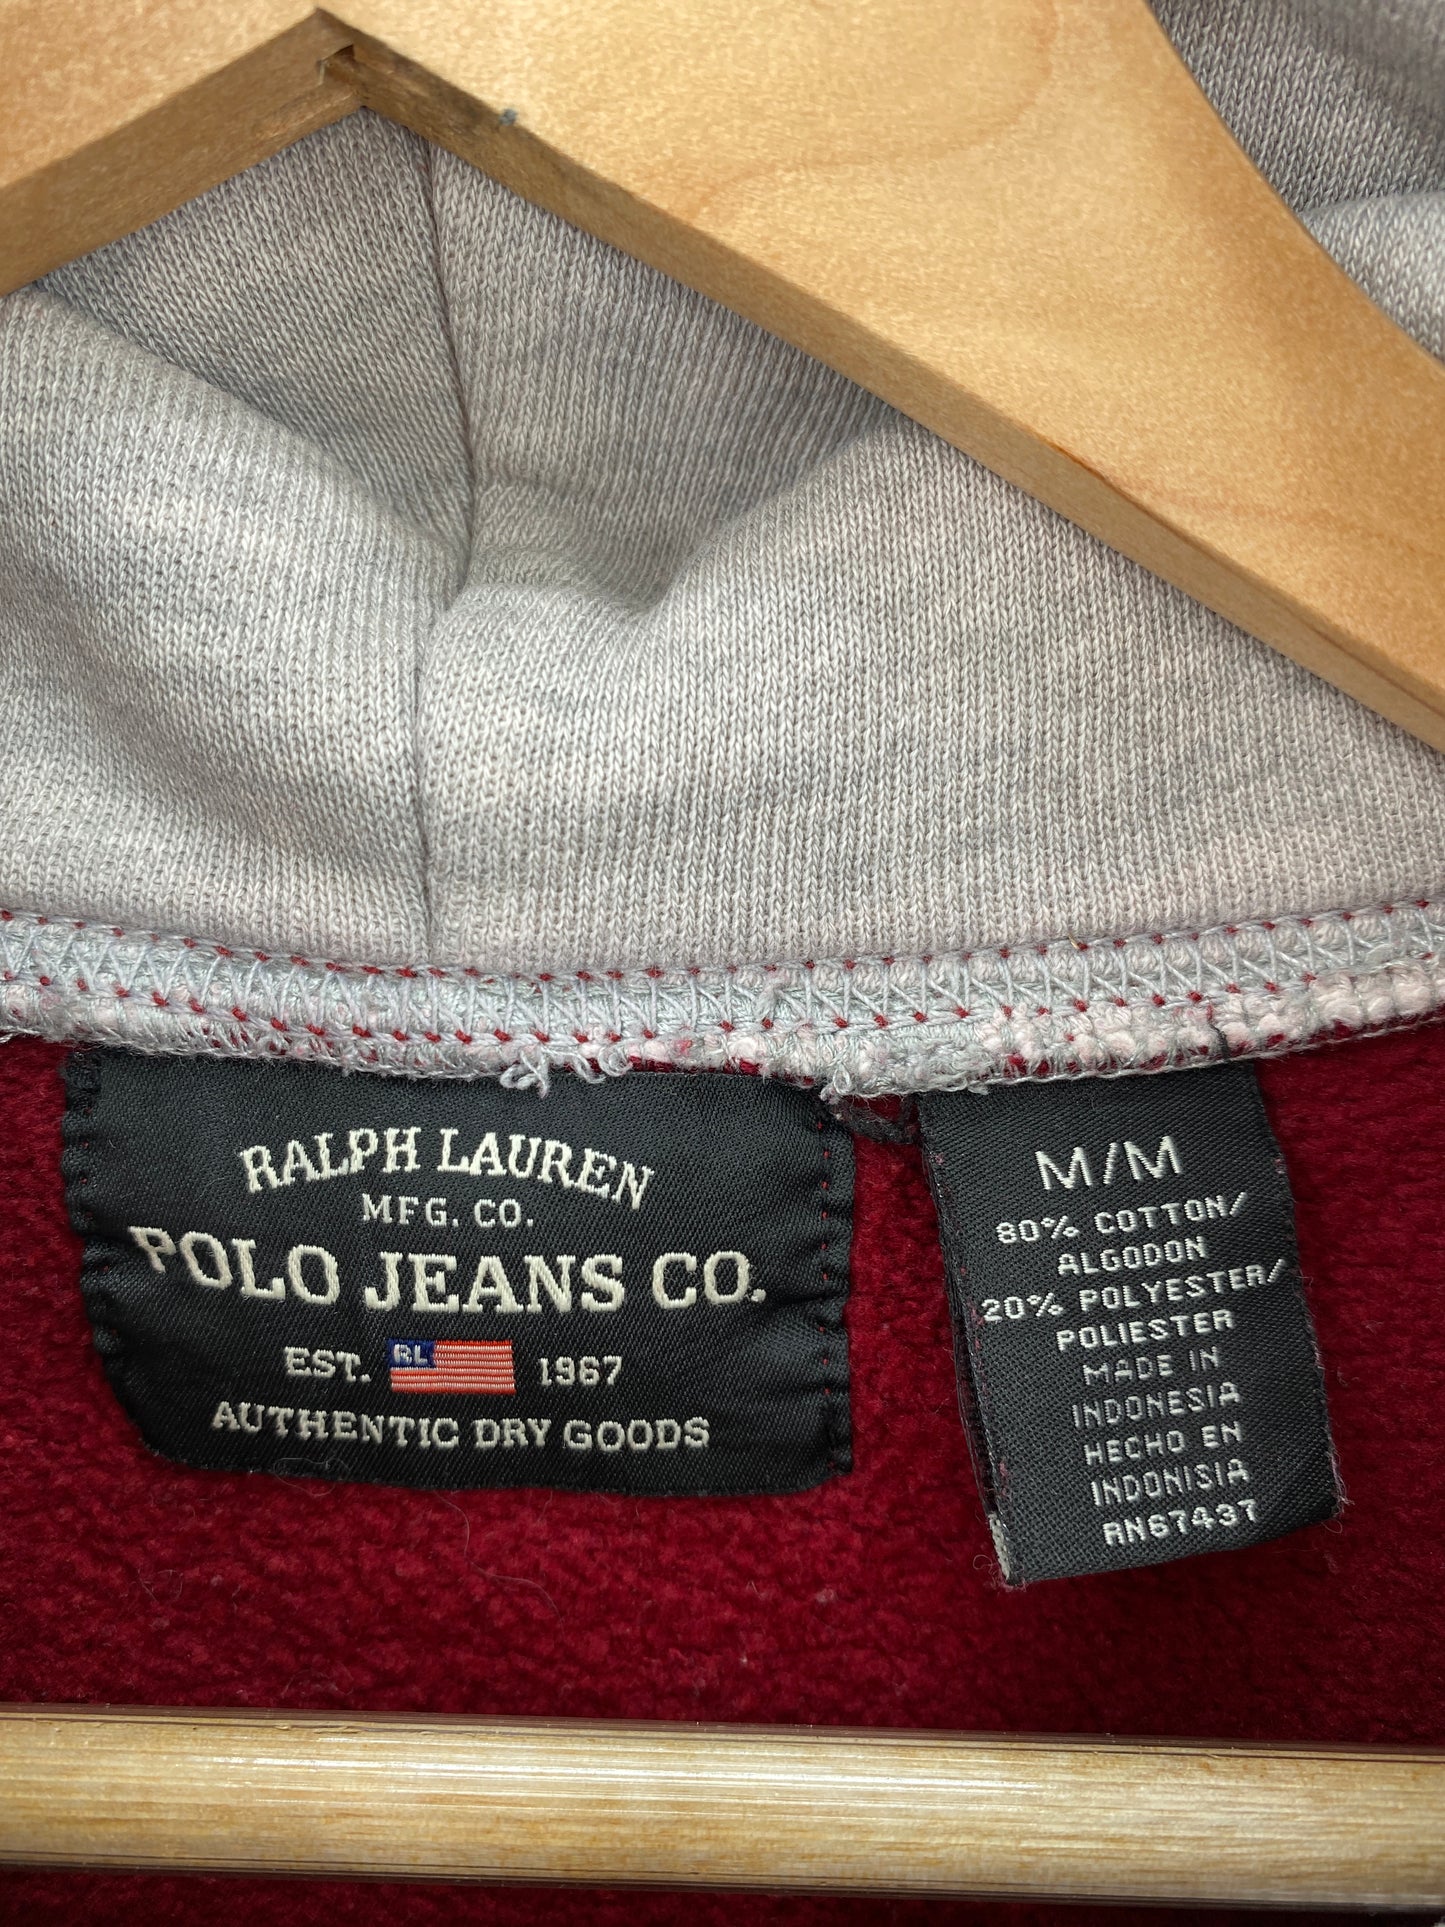 RALPH LAUREN
MFG. CO.
POLO JEANS CO.
EST. RL 1967
AUTHENTIC DRY GOODS
M/M
80% COTTON/
ALGODON
20% POLYESTER/
POLIESTER
MADE IN
INDONESIA
HECHO EN
INDONISIA
RN67437